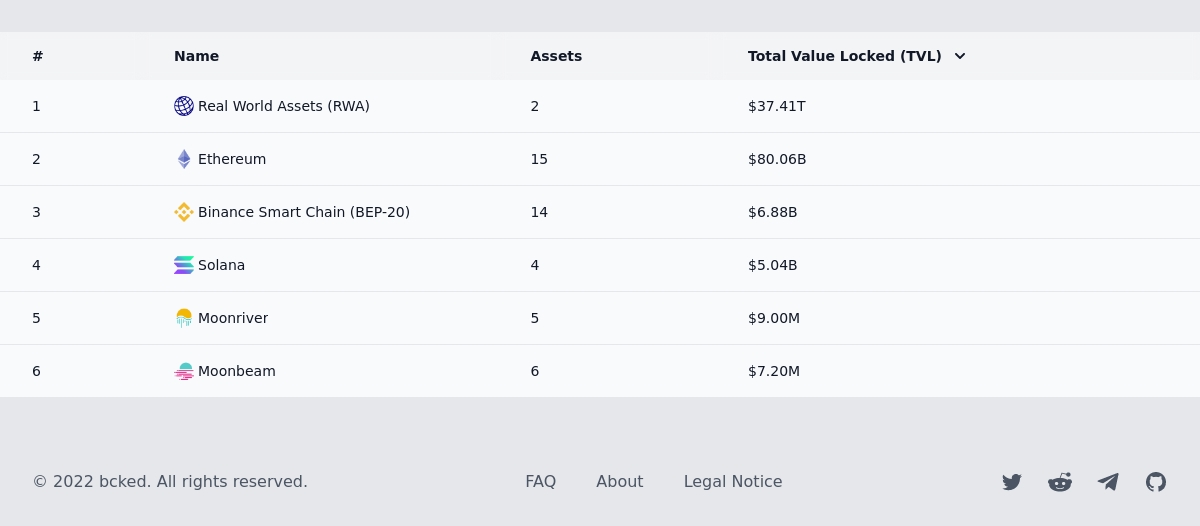 # Name Assets Total Value Locked (TVL)
1 Real World Assets (RWA) 2 $37.41T
2 Ethereum 15 $80.06B
3 Binance Smart Chain (BEP-20) 14 $6.88B
4 Solana 4 $5.04B
5 Moonriver 5 $9.00M
6 Moonbeam 6 $7.20M
© 2022 bcked. All rights reserved. FAQ About Legal Notice